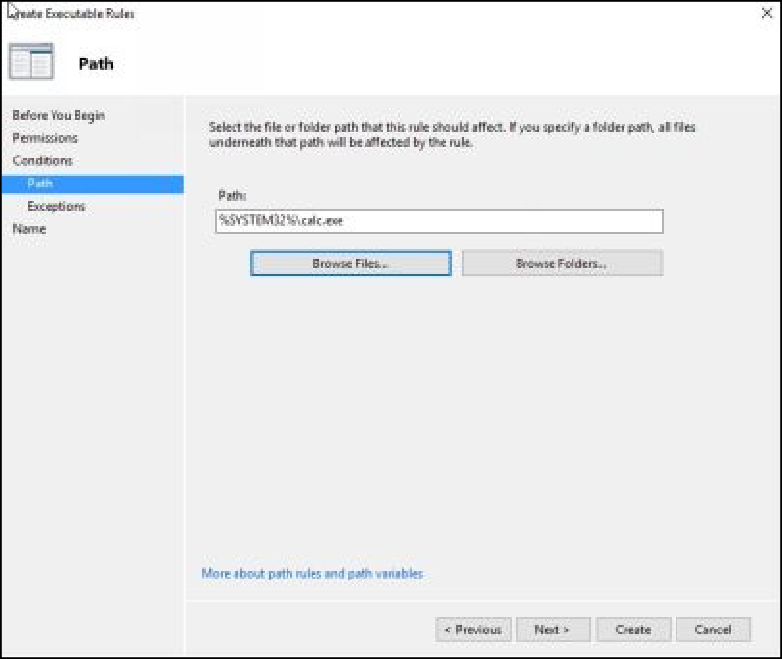 Create Executable Rules
Path
Before You Begin
Permissions
Conditions
Path
Exceptions
Name
Select the file or folder path that this rule should affect. If you specify a folder path, all files
underneath that path will be affected by the rule.
Path:
%SYSTEM32%\calc.exe
Browse Files...
Browse Folders...
More about path rules and path variables
< Previous
Next >
Create
Cancel